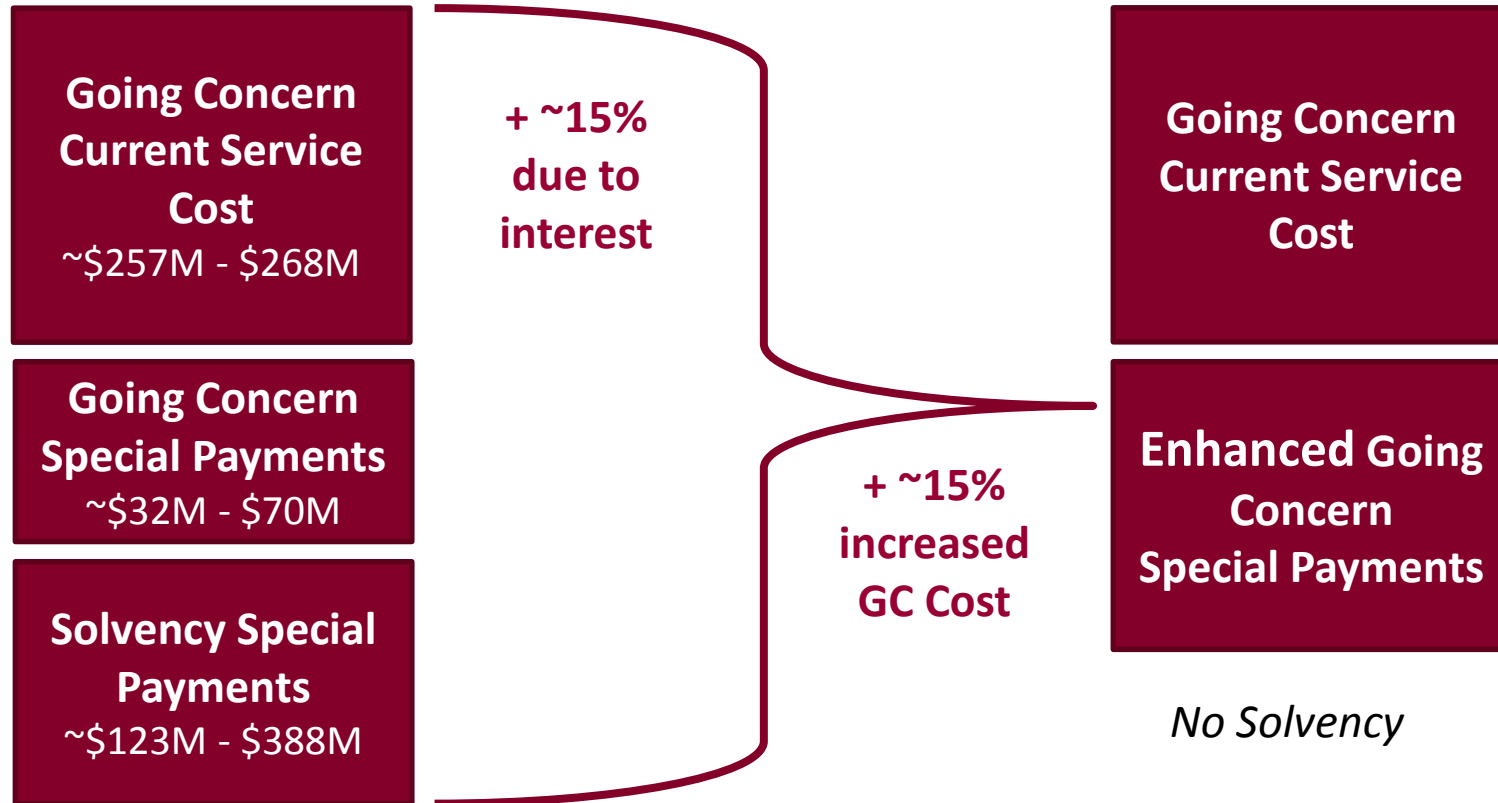 Going Concern
Current Service
Cost
~$257M - $268M
Going Concern
Special Payments
~$32M - $70M
Solvency Special
Payments
~$123M - $388M
+ ~15%
due to
interest
+ ~15%
increased
GC Cost
Going Concern
Current Service
Cost
Enhanced Going
Concern
Special Payments
No Solvency